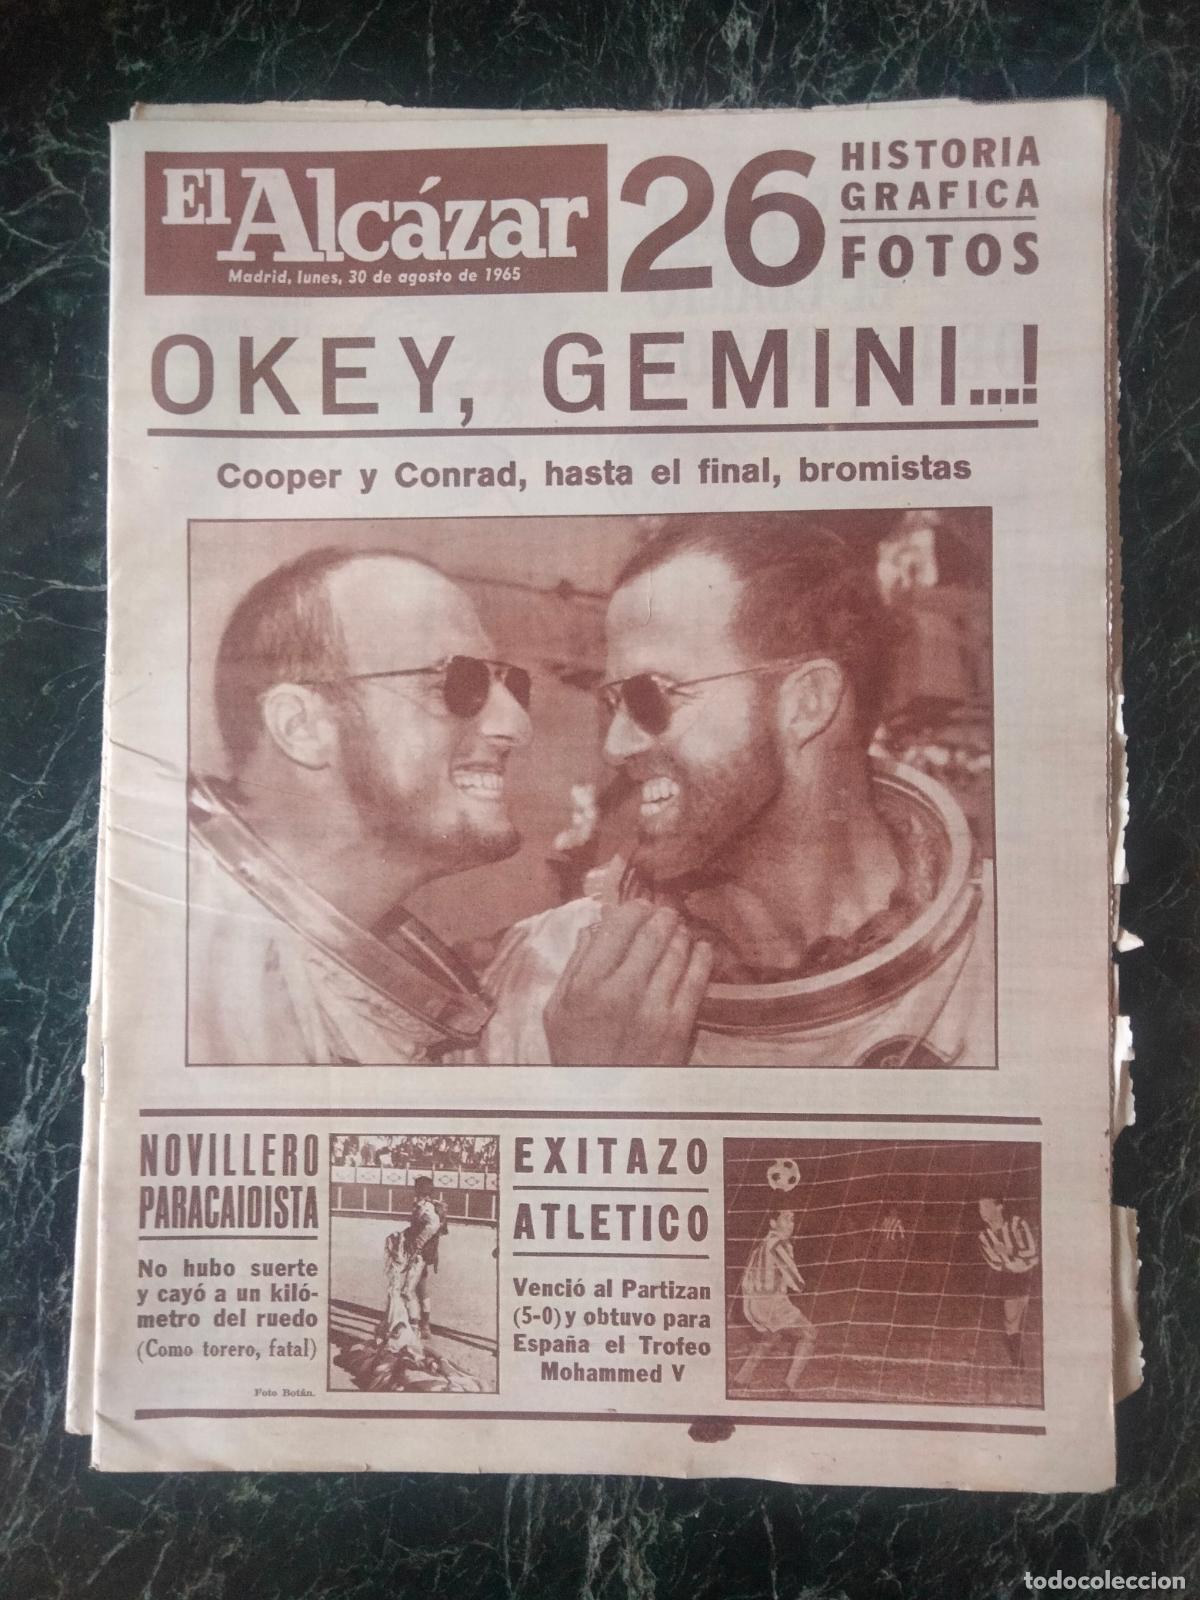 El Alcázar
Madrid, lunes, 30 de agosto de 1965
26
HISTORIA
GRAFICA
FOTOS
OKEY, GEMINI...!
Cooper y Conrad, hasta el final, bromistas
NOVILLERO
PARACAIDISTA
No hubo suerte
y cayó a un kiló-
metro del ruedo
(Como torero, fatal)
Foto Botán.
EXITAZO
ATLETICO
Venció al Partizan
(5-0) y obtuvo para
España el Trofeo
Mohammed V
todocoleccion